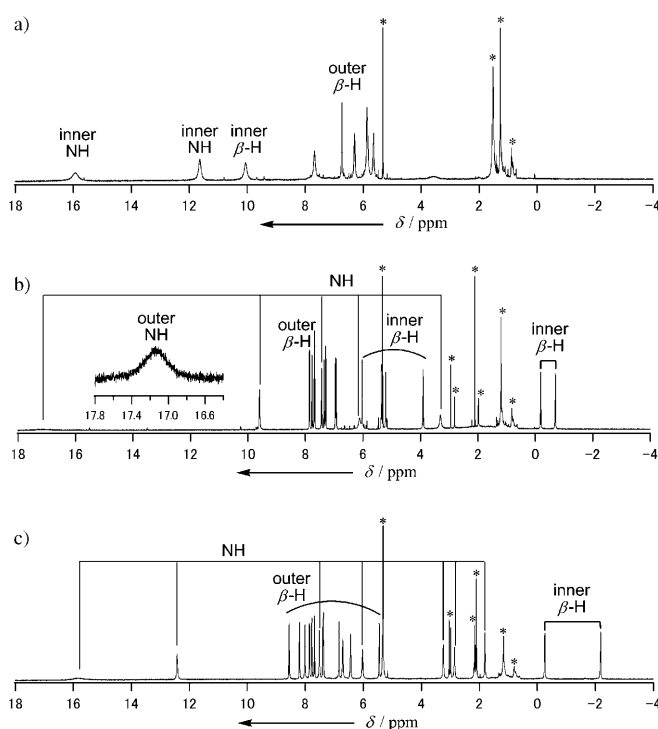 a)
* *
*
*
outer
β-H
inner
NH
inner
NH
inner
β-H
18 16 14 12 10 8 6 4 2 0 -2 -4
δ / ppm
b)
NH
* * * * * * *
outer
NH
outer
β-H
inner
β-H
inner
β-H
17.8 17.4 17.0 16.6
18 16 14 12 10 8 6 4 2 0 -2 -4
δ / ppm
c)
NH
* * * * * *
outer
β-H
inner
β-H
18 16 14 12 10 8 6 4 2 0 -2 -4
δ / ppm